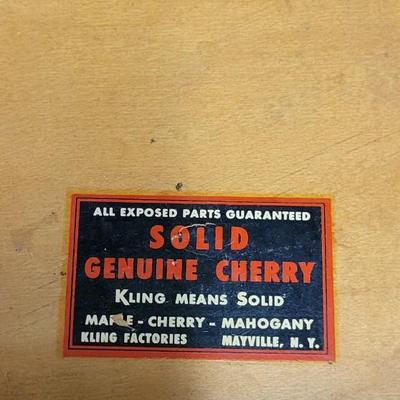 ALL EXPOSED PARTS GUARANTEED
SOLID
GENUINE CHERRY
KLING MEANS SOLID
MAPLE - CHERRY - MAHOGANY
KLING FACTORIES MAYVILLE, N. Y.